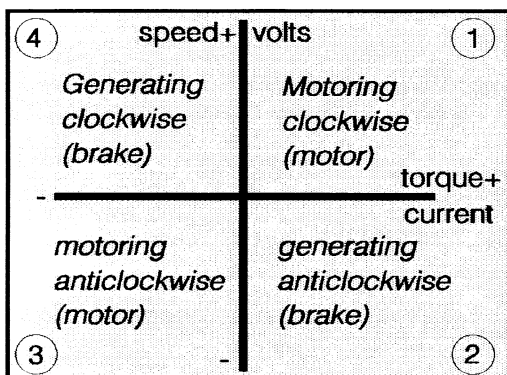 4
speed+ volts
1
Generating
clockwise
(brake)
Motoring
clockwise
(motor)
torque+
-
current
motoring
anticlockwise
(motor)
generating
anticlockwise
(brake)
3
-
2